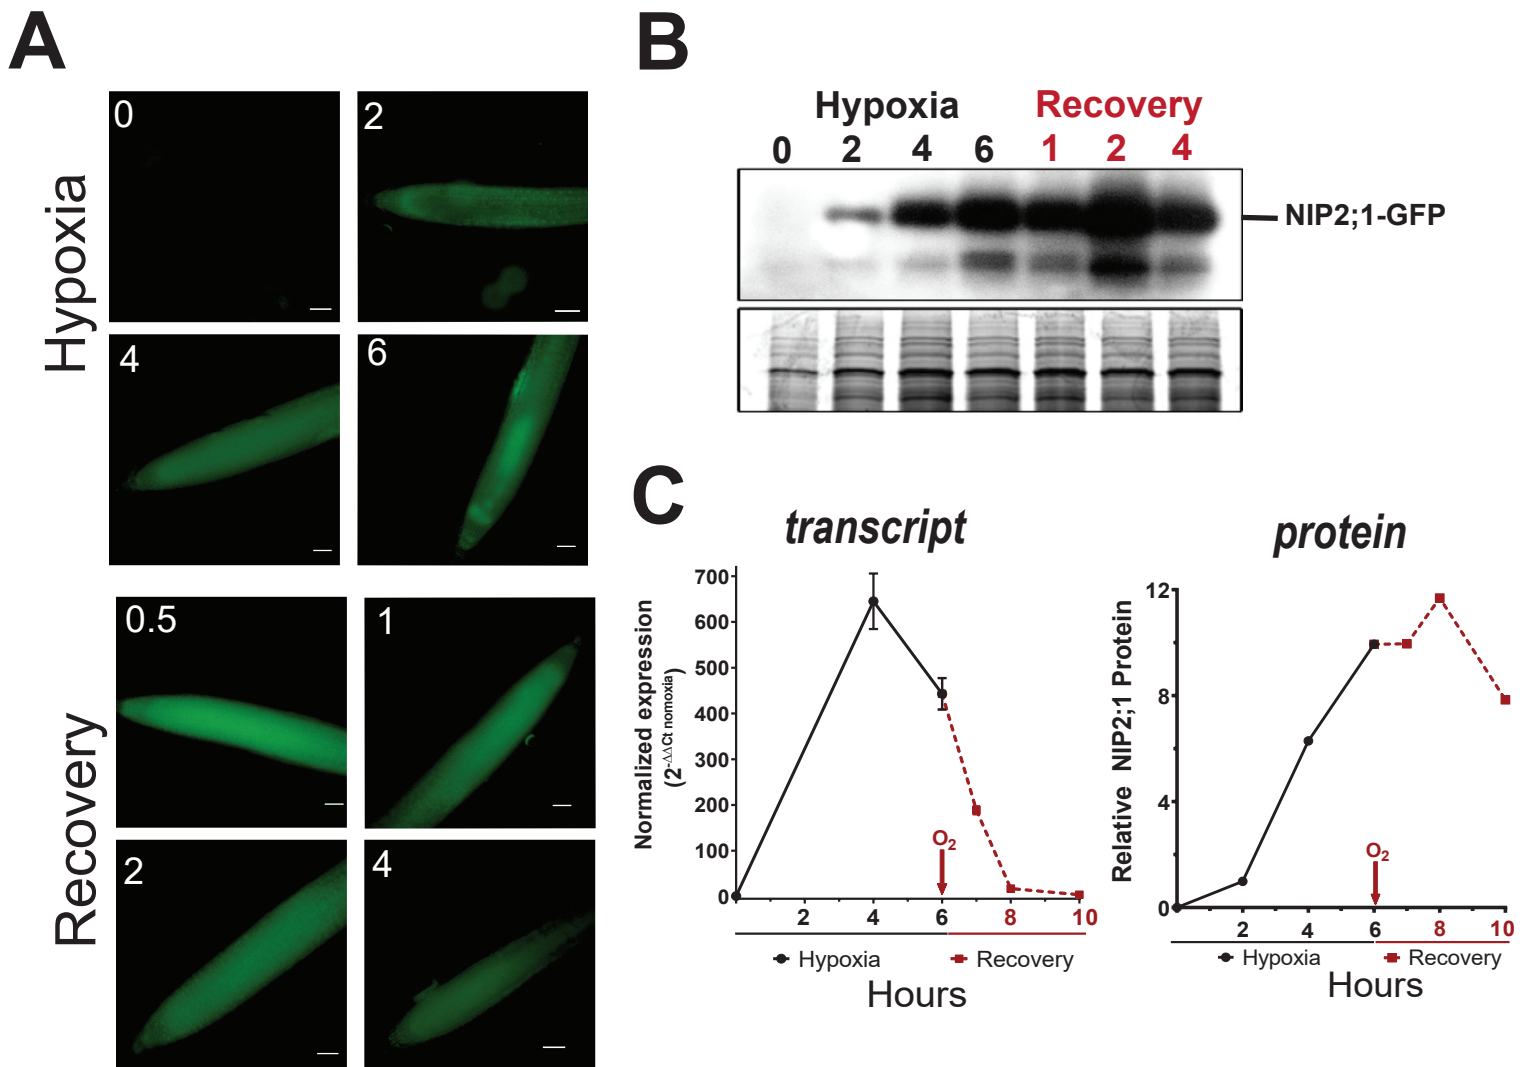 A
Hypoxia
0
2
4
6
Recovery
0.5
1
2
4
B
Hypoxia Recovery
0 2 4 6 1 2 4
NIP2;1-GFP
C
transcript
Normalized expression
(2-ΔΔCt nomoxia)
700
600
500
400
300
200
100
0
O2
2 4 6 8 10
Hypoxia Recovery
Hours
protein
Relative NIP2;1 Protein
12
8
4
0
O2
2 4 6 8 10
Hypoxia Recovery
Hours